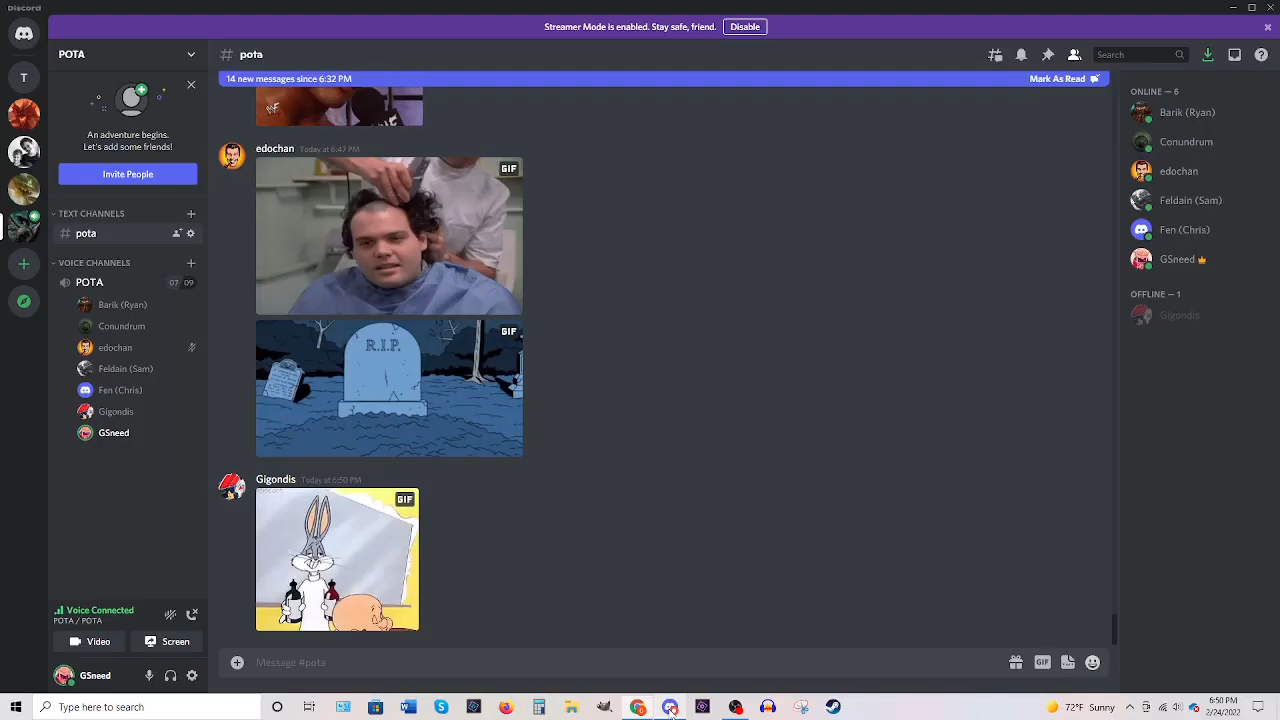 Discord
Streamer Mode is enabled. Stay safe, friend.
Disable
POTA
pota
Search
14 new messages since 6:32 PM
Mark As Read
T
An adventure begins.
Let's add some friends!
Invite People
TEXT CHANNELS
pota
VOICE CHANNELS
POTA
07 09
Barik (Ryan)
Conundrum
edochan
Feldain (Sam)
Fen (Chris)
Gigondis
GSneed
Voice Connected
POTA / POTA
Video
Screen
GSneed
edochan Today at 6:47 PM
GIF
GIF
R.I.P.
Gigondis Today at 6:50 PM
GIF
Message #pota
GIF
ONLINE — 6
Barik (Ryan)
Conundrum
edochan
Feldain (Sam)
Fen (Chris)
GSneed
OFFLINE — 1
Gigondis
Type here to search
72°F Sunny
6:50 PM
2/24/2022